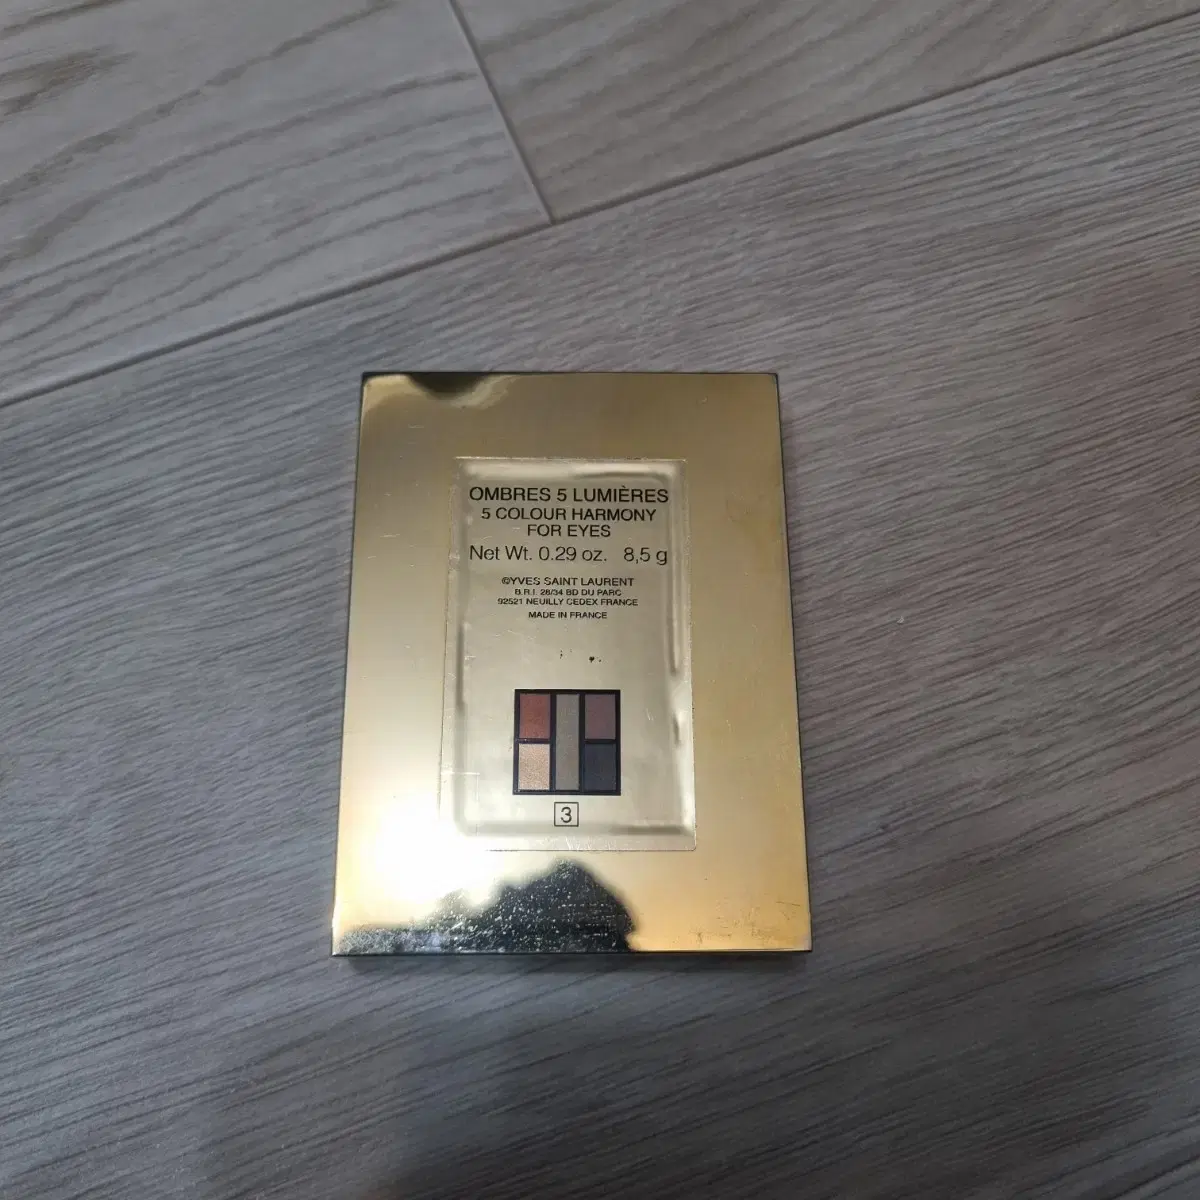 OMBRES 5 LUMIÈRES
5 COLOUR HARMONY
FOR EYES
Net Wt. 0.29 oz. 8,5 g
©YVES SAINT LAURENT
B.R.I. 28/34 BD DU PARC
92521 NEUILLY CEDEX FRANCE
MADE IN FRANCE
3